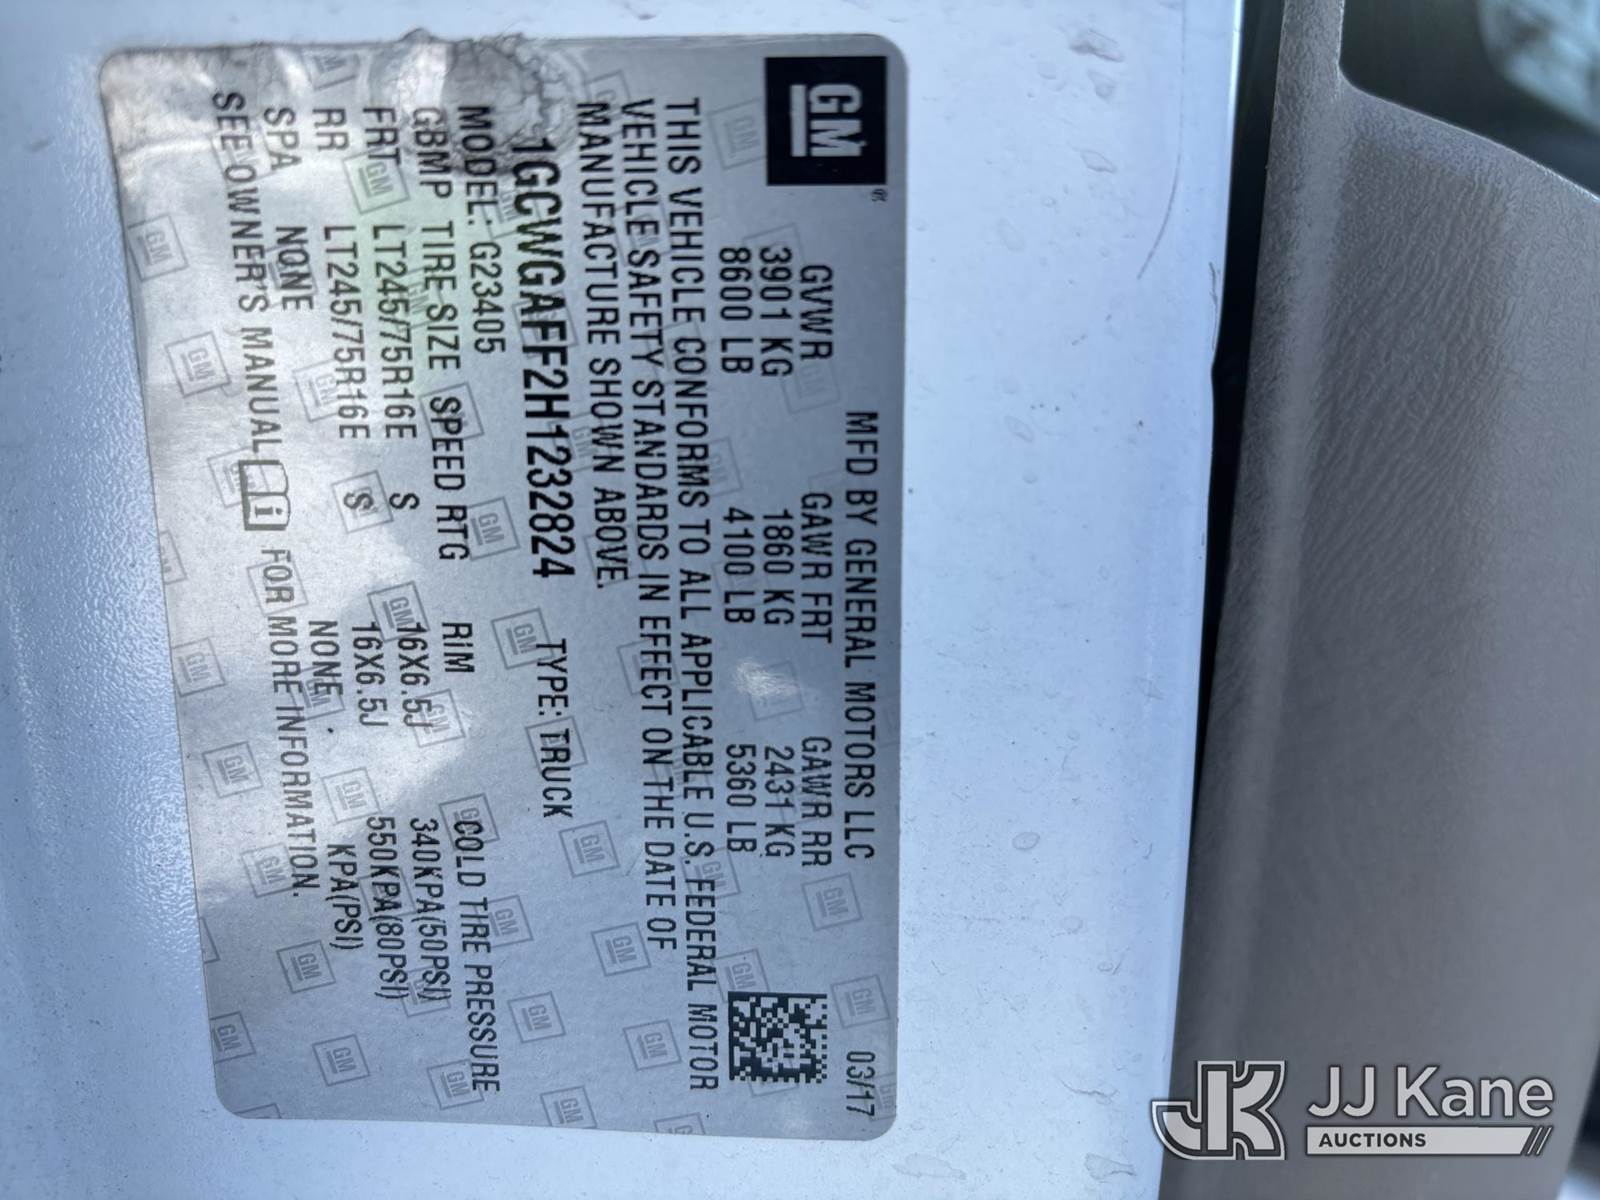 GM®
MFD BY GENERAL MOTORS LLC 03/17
GVWR GAWR FRT GAWR RR
3901 KG 1860 KG 2431 KG
8600 LB 4100 LB 5360 LB
THIS VEHICLE CONFORMS TO ALL APPLICABLE U.S. FEDERAL MOTOR
VEHICLE SAFETY STANDARDS IN EFFECT ON THE DATE OF
MANUFACTURE SHOWN ABOVE.
1GCWGAFF2H1232824 TYPE: TRUCK
MODEL: G23405
GBMP TIRE SIZE SPEED RTG RIM COLD TIRE PRESSURE
FRT LT245/75R16E S 16X6.5J 340KPA(50PSI)
RR LT245/75R16E S 16X6.5J 550KPA(80PSI)
SPA NONE NONE KPA(PSI)
SEE OWNER'S MANUAL i FOR MORE INFORMATION.
JK JJ Kane
AUCTIONS